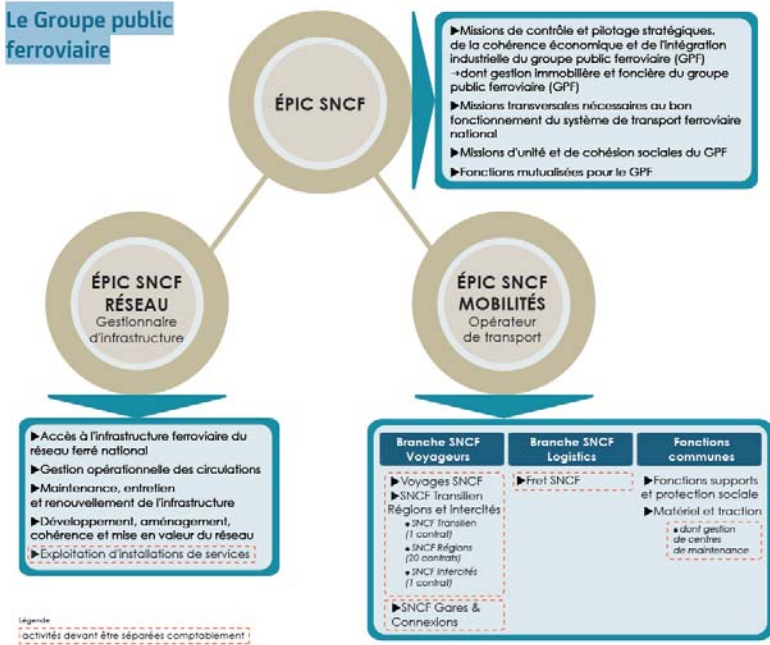 Le Groupe public
ferroviaire
ÉPIC SNCF
▶Missions de contrôle et pilotage stratégiques,
de la cohérence économique et de l'intégration
industrielle du groupe public ferroviaire (GPF)
→dont gestion immobilière et foncière du groupe
public ferroviaire (GPF)
▶Missions transversales nécessaires au bon
fonctionnement du système de transport ferroviaire
national
▶Missions d'unité et de cohésion sociales du GPF
▶Fonctions mutualisées pour le GPF
ÉPIC SNCF
RÉSEAU
Gestionnaire
d'infrastructure
ÉPIC SNCF
MOBILITÉS
Opérateur
de transport
▶Accès à l'infrastructure ferroviaire du
réseau ferré national
▶Gestion opérationnelle des circulations
▶Maintenance, entretien
et renouvellement de l'infrastructure
▶Développement, aménagement,
cohérence et mise en valeur du réseau
▶Exploitation d'installations de services
Branche SNCF
Voyageurs
▶Voyages SNCF
▶SNCF Transilien
Régions et Intercités
• SNCF Transilien
(1 contrat)
• SNCF Régions
(20 contrats)
• SNCF Intercités
(1 contrat)
▶SNCF Gares &
Connexions
Branche SNCF
Logistics
▶Fret SNCF
Fonctions
communes
▶Fonctions supports
et protection sociale
▶Matériel et traction
• dont gestion
de centres
de maintenance
Légende
activités devant être séparées comptablement